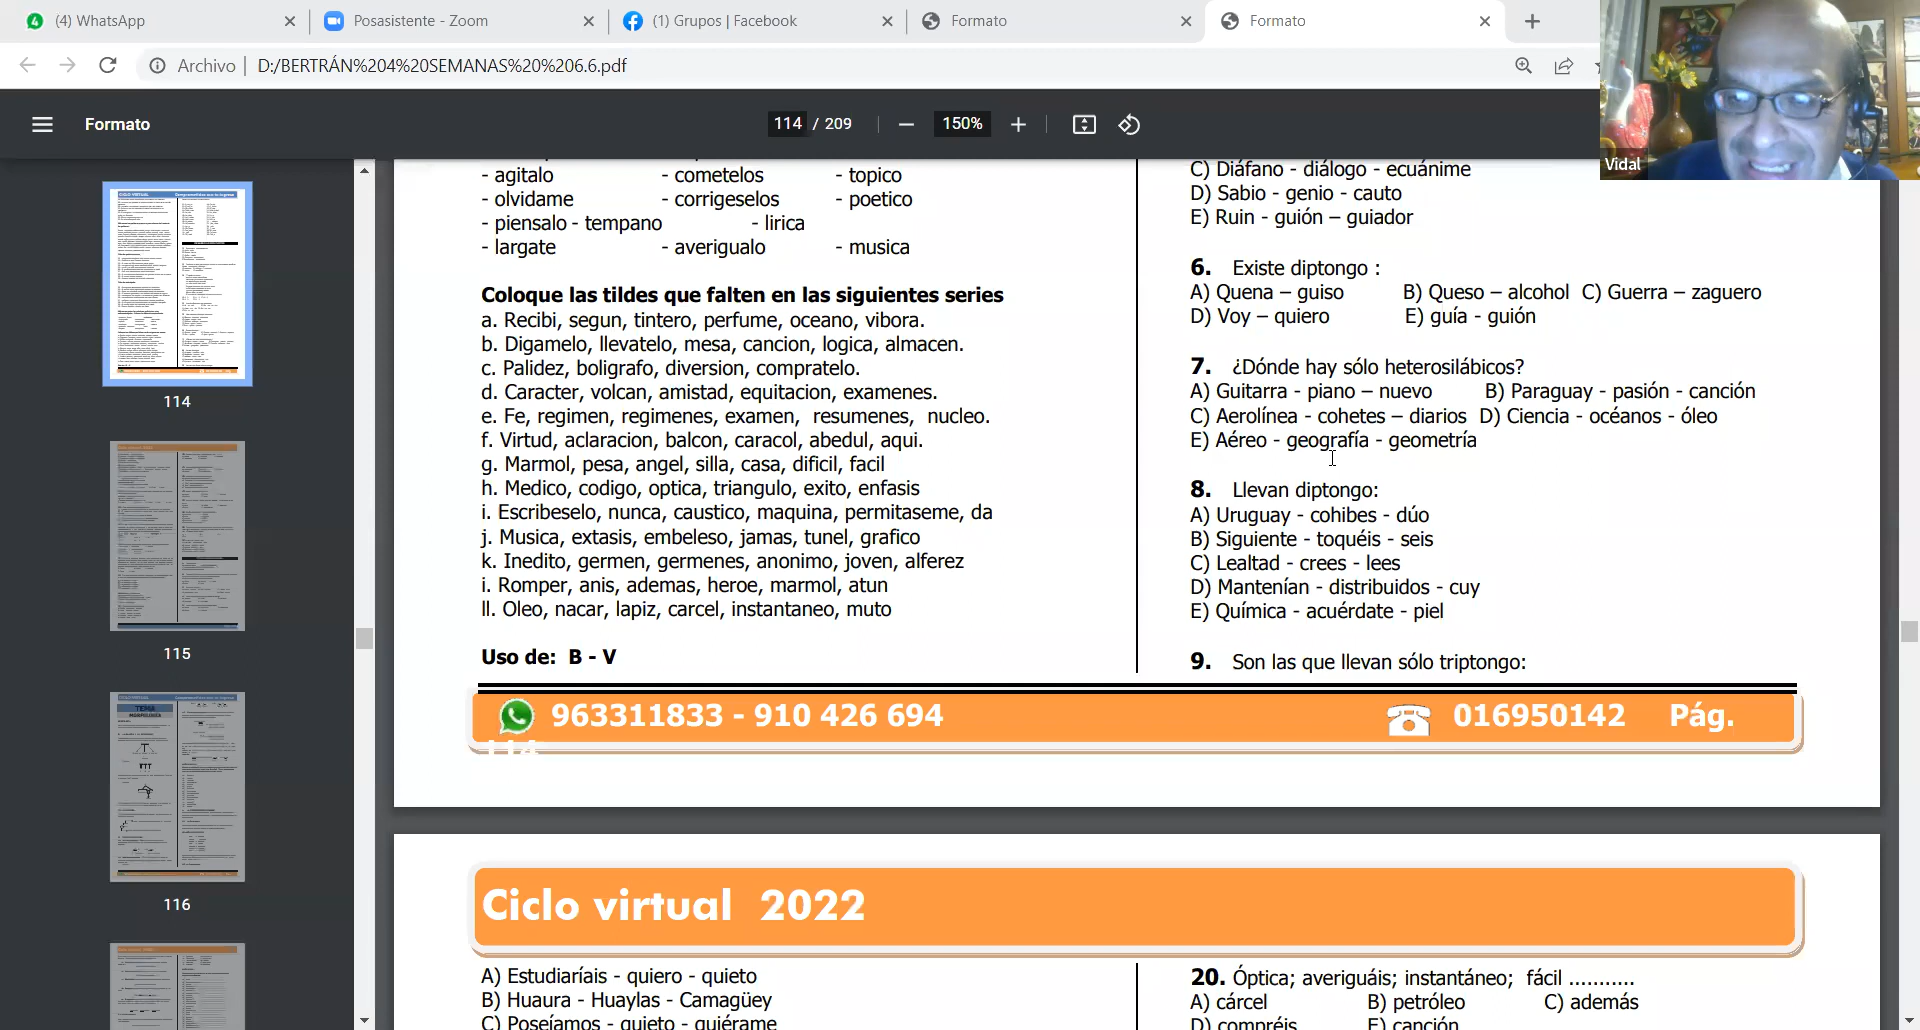 (4) WhatsApp
Posasistente - Zoom
(1) Grupos | Facebook
Formato
Formato
Archivo
D:/BERTRÁN%204%20SEMANAS%20%206.6.pdf
Formato
114 / 209
150%
Vidal
114
115
116
- agitalo - cometelos - topico
- olvidame - corrigeselos - poetico
- piensalo - tempano - lirica
- largate - averigualo - musica
Coloque las tildes que falten en las siguientes series
a. Recibi, segun, tintero, perfume, oceano, vibora.
b. Digamelo, llevatelo, mesa, cancion, logica, almacen.
c. Palidez, boligrafo, diversion, compratelo.
d. Caracter, volcan, amistad, equitacion, examenes.
e. Fe, regimen, regimenes, examen, resumenes, nucleo.
f. Virtud, aclaracion, balcon, caracol, abedul, aqui.
g. Marmol, pesa, angel, silla, casa, dificil, facil
h. Medico, codigo, optica, triangulo, exito, enfasis
i. Escribeselo, nunca, caustico, maquina, permitaseme, da
j. Musica, extasis, embeleso, jamas, tunel, grafico
k. Inedito, germen, germenes, anonimo, joven, alferez
i. Romper, anis, ademas, heroe, marmol, atun
ll. Oleo, nacar, lapiz, carcel, instantaneo, muto
Uso de: B - V
C) Diáfano - diálogo - ecuánime
D) Sabio - genio - cauto
E) Ruin - guión – guiador
6. Existe diptongo :
A) Quena – guiso B) Queso – alcohol C) Guerra – zaguero
D) Voy – quiero E) guía - guión
7. ¿Dónde hay sólo heterosilábicos?
A) Guitarra - piano – nuevo B) Paraguay - pasión - canción
C) Aerolínea - cohetes – diarios D) Ciencia - océanos - óleo
E) Aéreo - geografía - geometría
8. Llevan diptongo:
A) Uruguay - cohibes - dúo
B) Siguiente - toquéis - seis
C) Lealtad - crees - lees
D) Mantenían - distribuidos - cuy
E) Química - acuérdate - piel
9. Son las que llevan sólo triptongo:
963311833 - 910 426 694 016950142 Pág.
114
Ciclo virtual 2022
A) Estudiaríais - quiero - quieto
B) Huaura - Huaylas - Camagüey
C) Poseíamos - quieto - quiérame
20. Óptica; averiguáis; instantáneo; fácil ...........
A) cárcel B) petróleo C) además
D) compréis E) canción